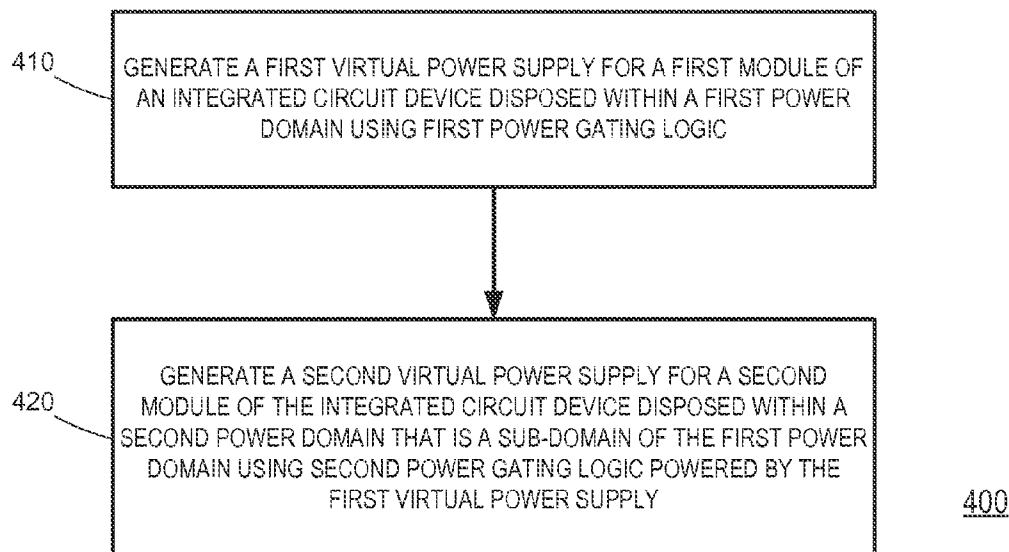 410
GENERATE A FIRST VIRTUAL POWER SUPPLY FOR A FIRST MODULE OF
AN INTEGRATED CIRCUIT DEVICE DISPOSED WITHIN A FIRST POWER
DOMAIN USING FIRST POWER GATING LOGIC
420
GENERATE A SECOND VIRTUAL POWER SUPPLY FOR A SECOND
MODULE OF THE INTEGRATED CIRCUIT DEVICE DISPOSED WITHIN A
SECOND POWER DOMAIN THAT IS A SUB-DOMAIN OF THE FIRST POWER
DOMAIN USING SECOND POWER GATING LOGIC POWERED BY THE
FIRST VIRTUAL POWER SUPPLY
400